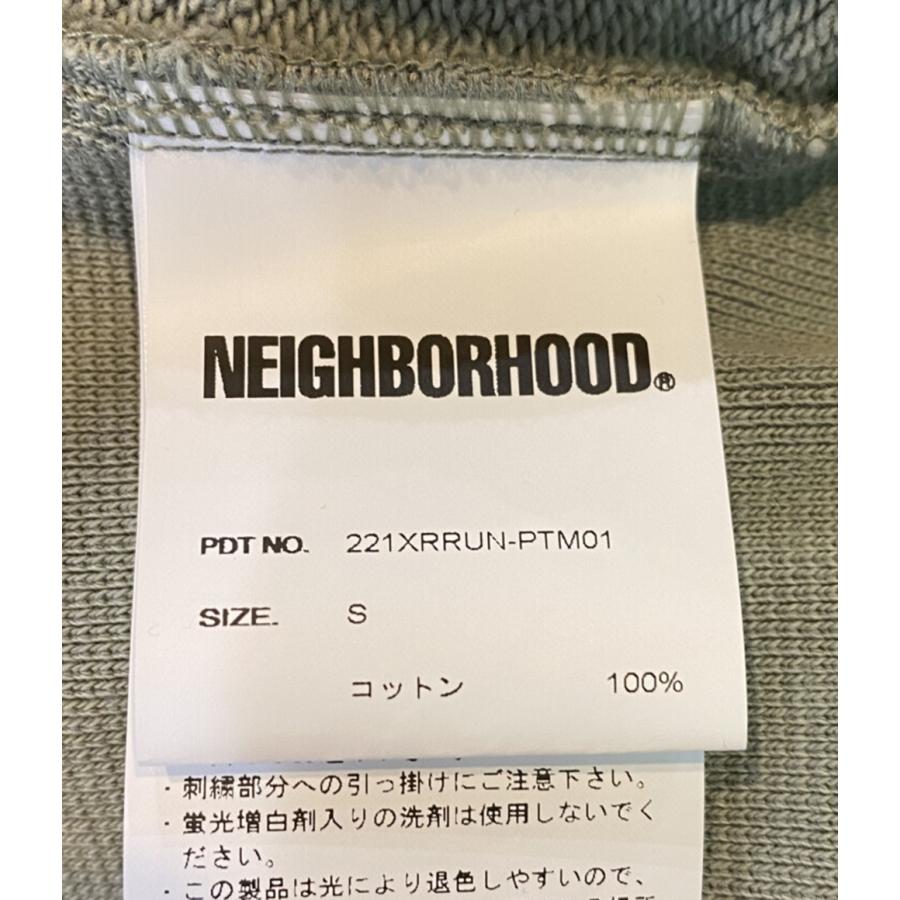 NEIGHBORHOOD®
PDT NO. 221XRRUN-PTM01
SIZE. S
コットン 100%
・刺繍部分への引っ掛けにご注意下さい。
・蛍光増白剤入りの洗剤は使用しないでく
ださい。
・この製品は光により退色しやすいので、